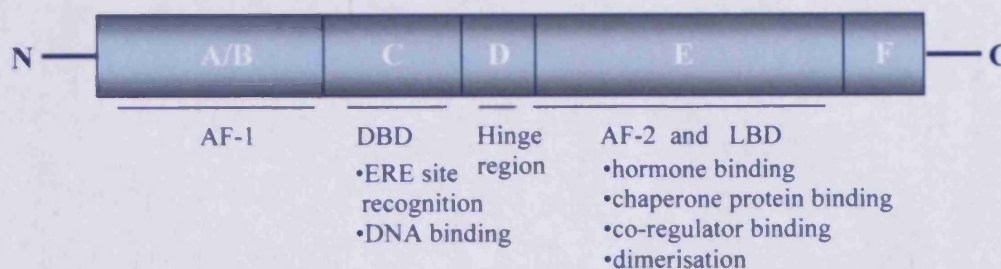 N A/B C D E F C
AF-1 DBD Hinge AF-2 and LBD
•ERE site region •hormone binding
recognition •chaperone protein binding
•DNA binding •co-regulator binding
•dimerisation